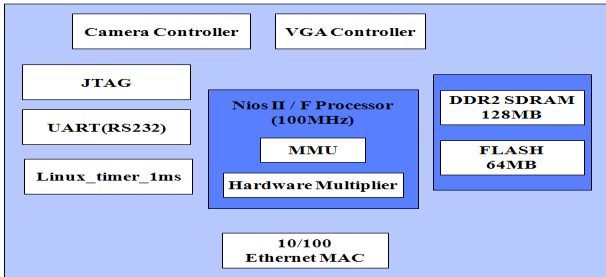 Camera Controller
VGA Controller
JTAG
UART(RS232)
Linux_timer_1ms
Nios II / F Processor
(100MHz)
MMU
Hardware Multiplier
DDR2 SDRAM
128MB
FLASH
64MB
10/100
Ethernet MAC